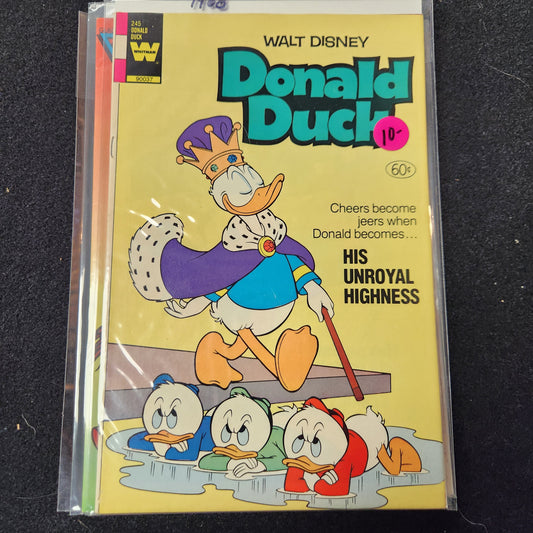 245
DONALD
DUCK
WHITMAN
90037
WALT DISNEY
Donald
Duck
10-
60¢
Cheers become
jeers when
Donald becomes...
HIS
UNROYAL
HIGHNESS